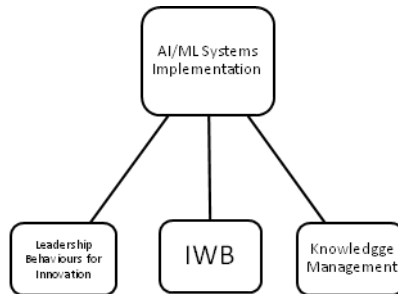 AI/ML Systems
Implementation
Leadership
Behaviours for
Innovation
IWB
Knowledgge
Management